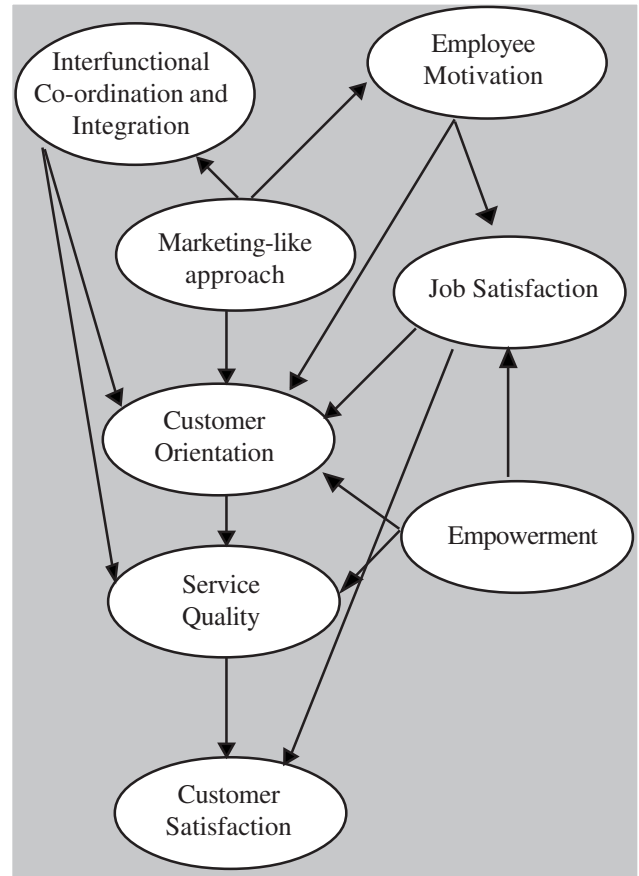 Interfunctional
Co-ordination and
Integration
Employee
Motivation
Marketing-like
approach
Job Satisfaction
Customer
Orientation
Empowerment
Service
Quality
Customer
Satisfaction